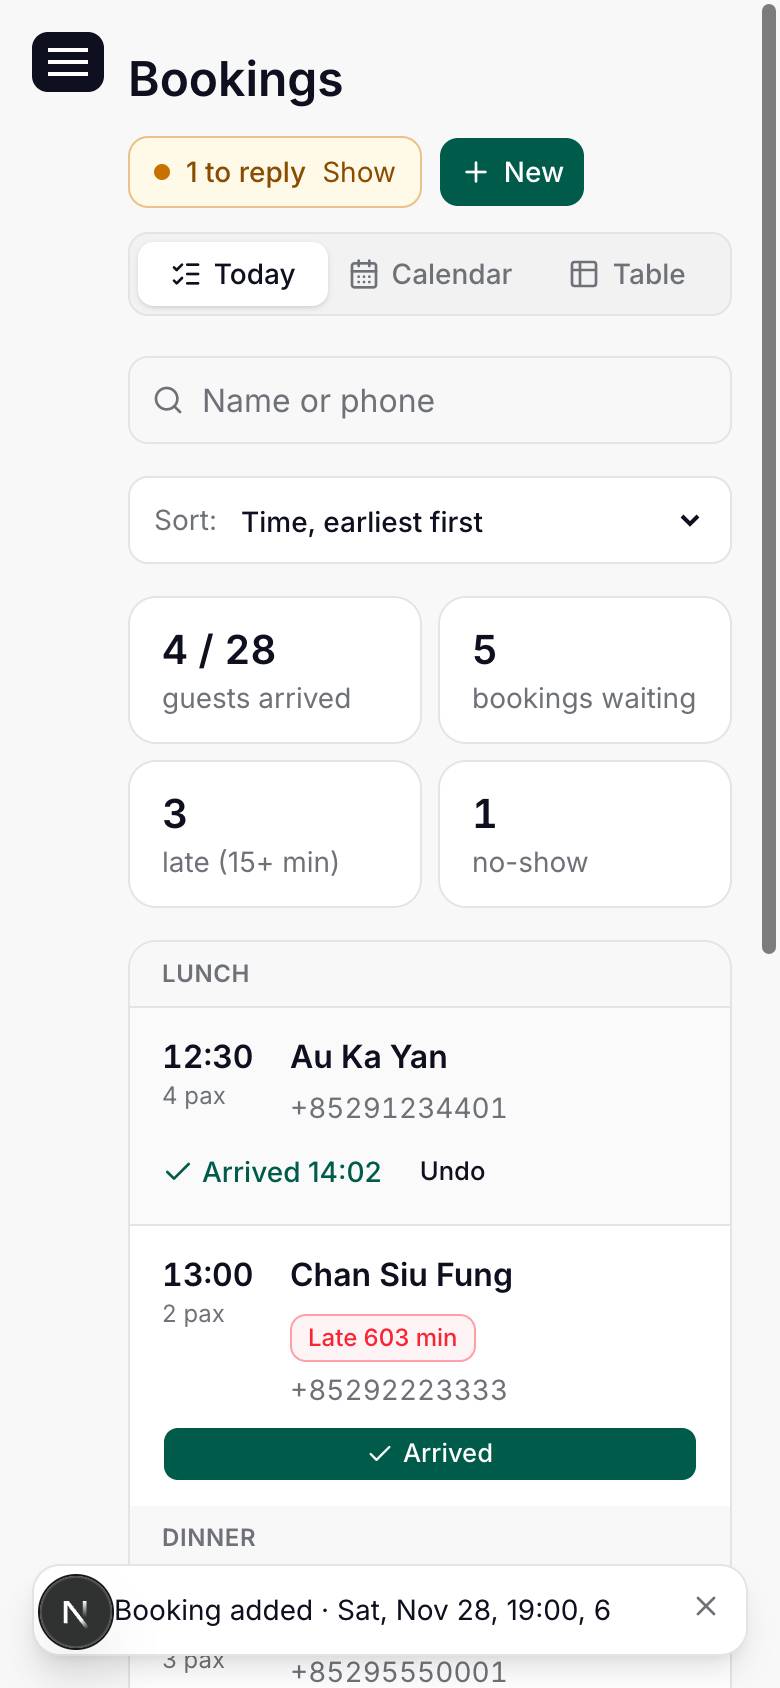 Bookings
1 to reply Show
+ New
Today
Calendar
Table
Name or phone
Sort: Time, earliest first
4 / 28
guests arrived
5
bookings waiting
3
late (15+ min)
1
no-show
LUNCH
12:30 Au Ka Yan
4 pax
+85291234401
Arrived 14:02 Undo
13:00 Chan Siu Fung
2 pax
Late 603 min
+85292223333
Arrived
DINNER
N
Booking added · Sat, Nov 28, 19:00, 6
3 pax
+85295550001